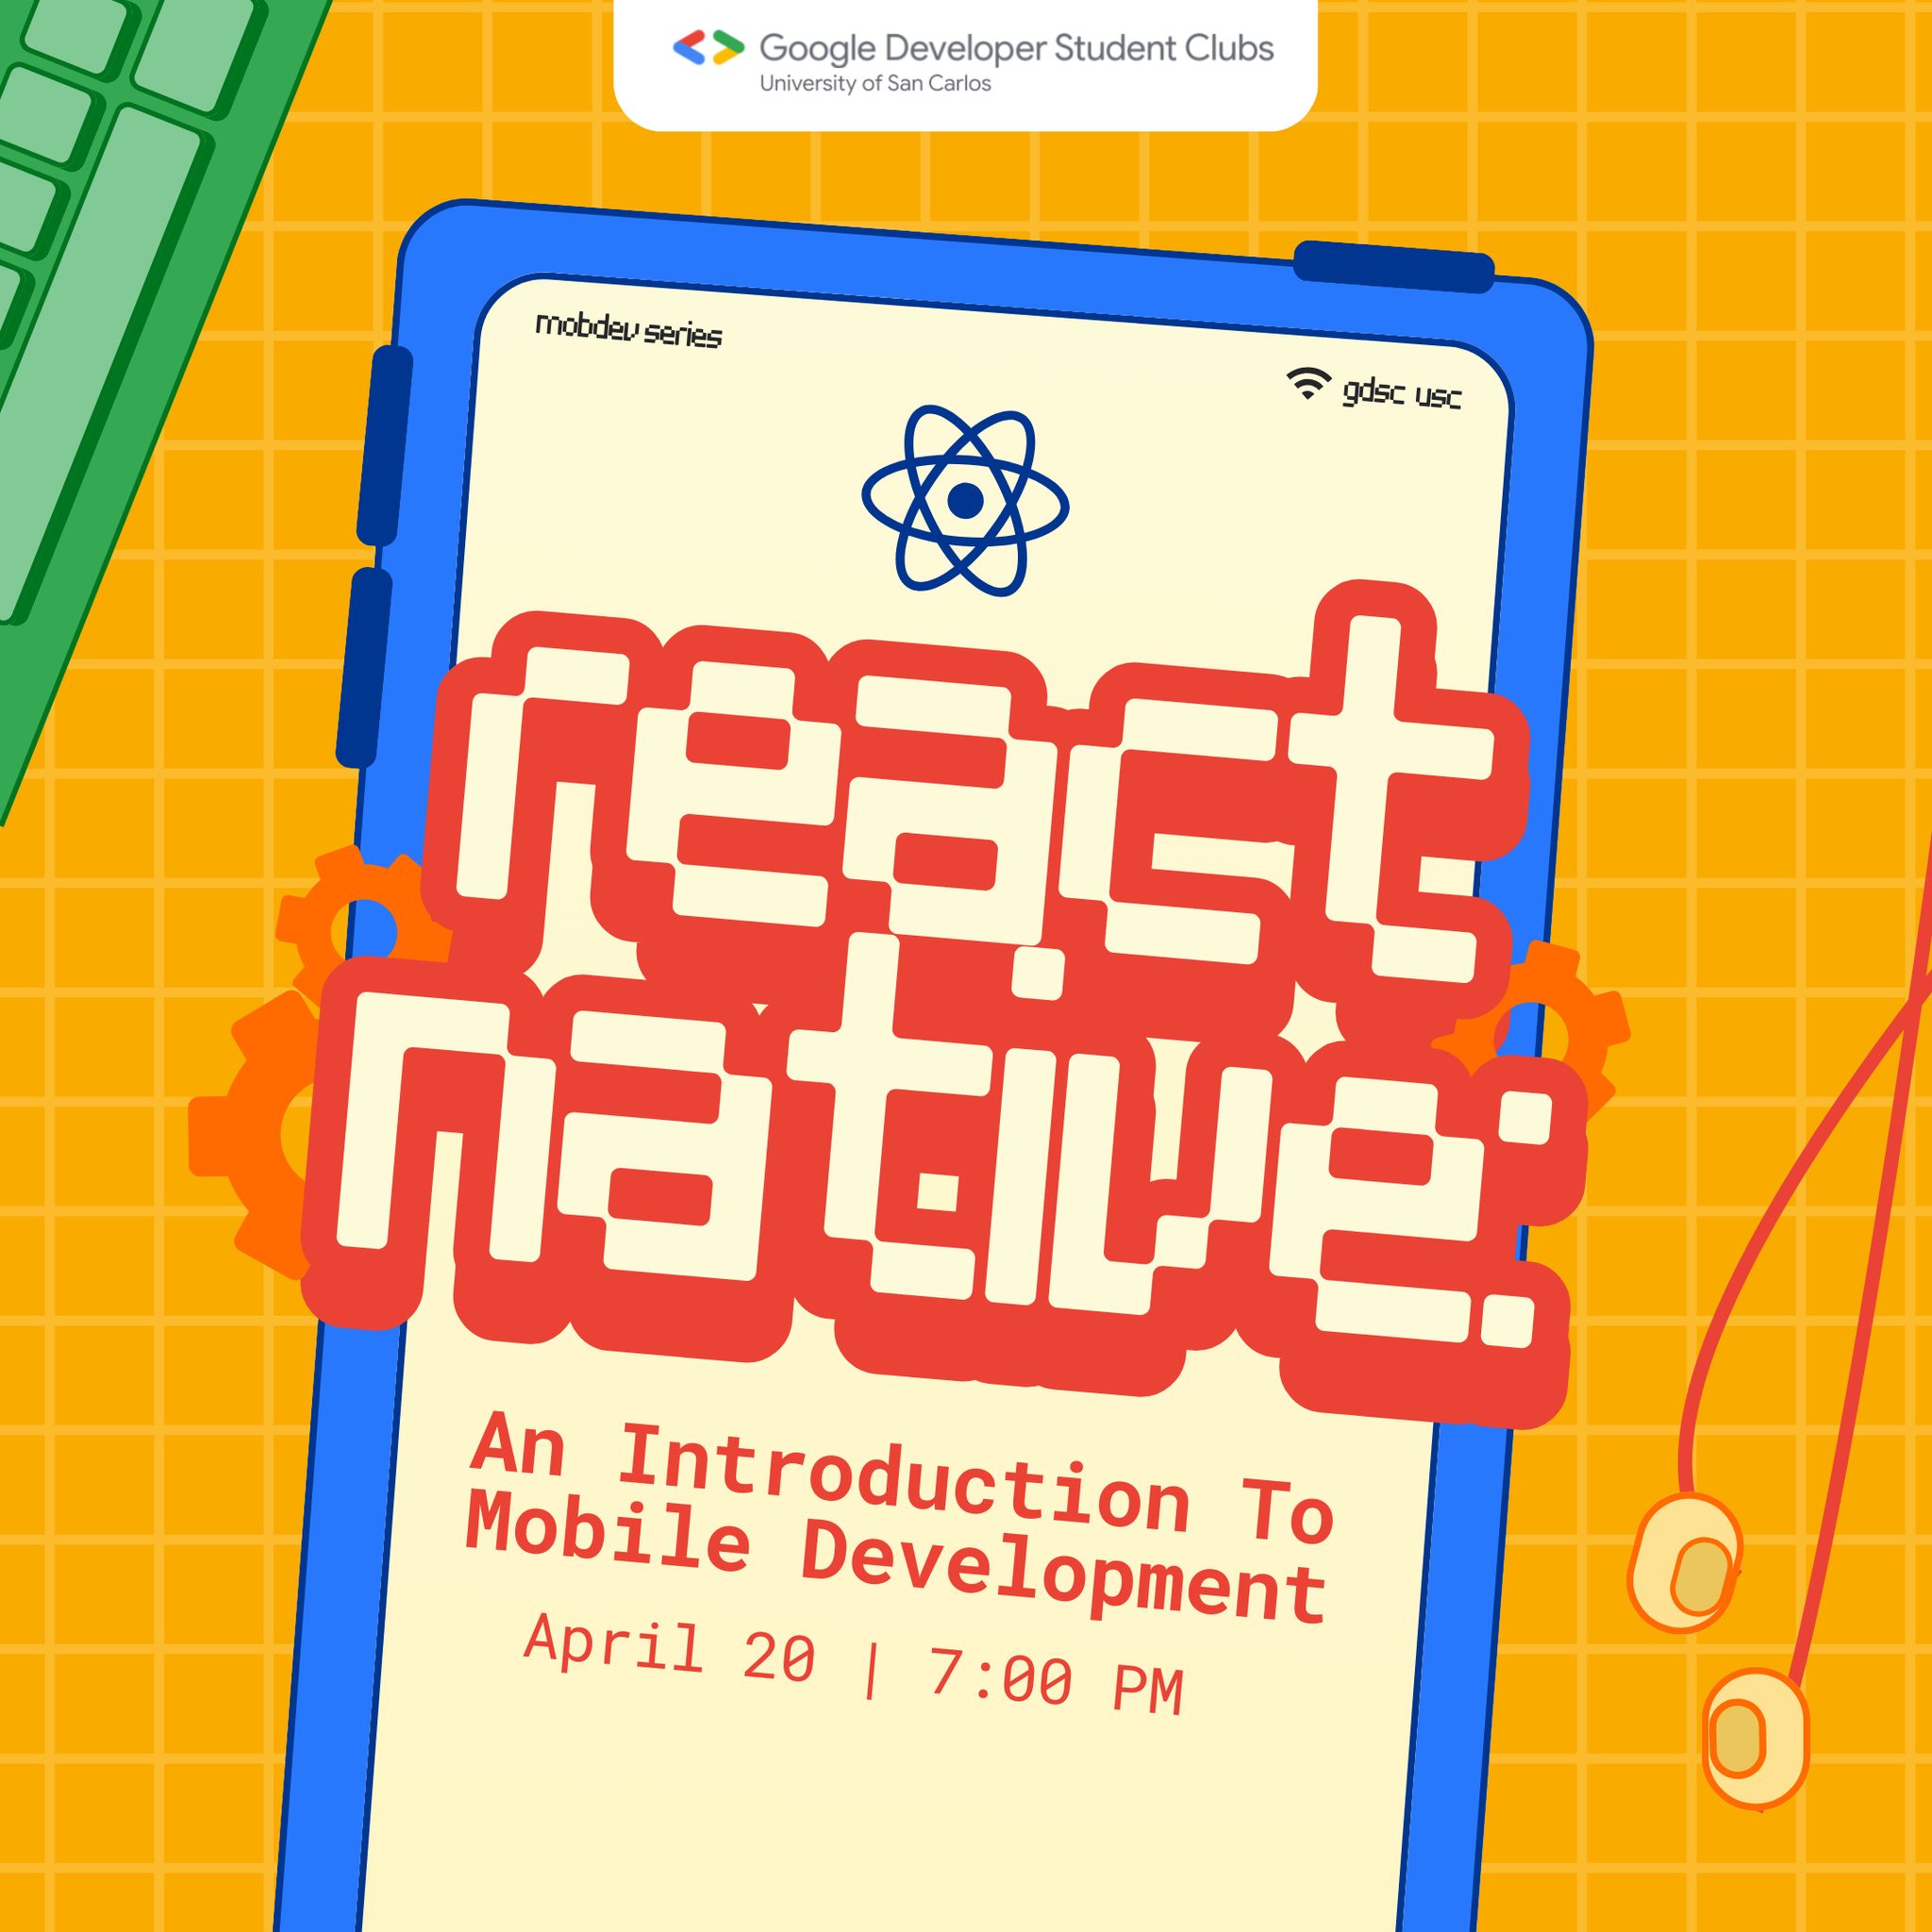 Google Developer Student Clubs
University of San Carlos
mobdev series
gdsc usc
react
native:
An Introduction To
Mobile Development
April 20 | 7:00 PM